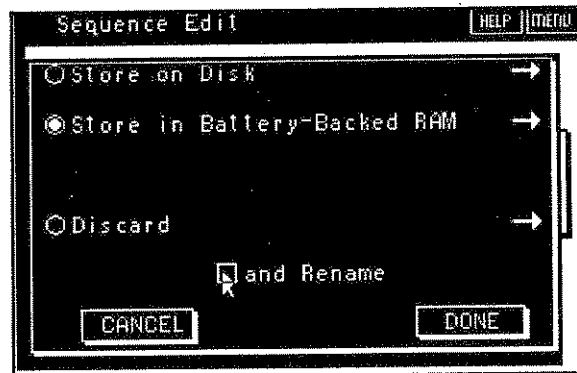 Sequence Edit HELP MENU
Store on Disk
Store in Battery-Backed RAM
Discard
and Rename
CANCEL DONE